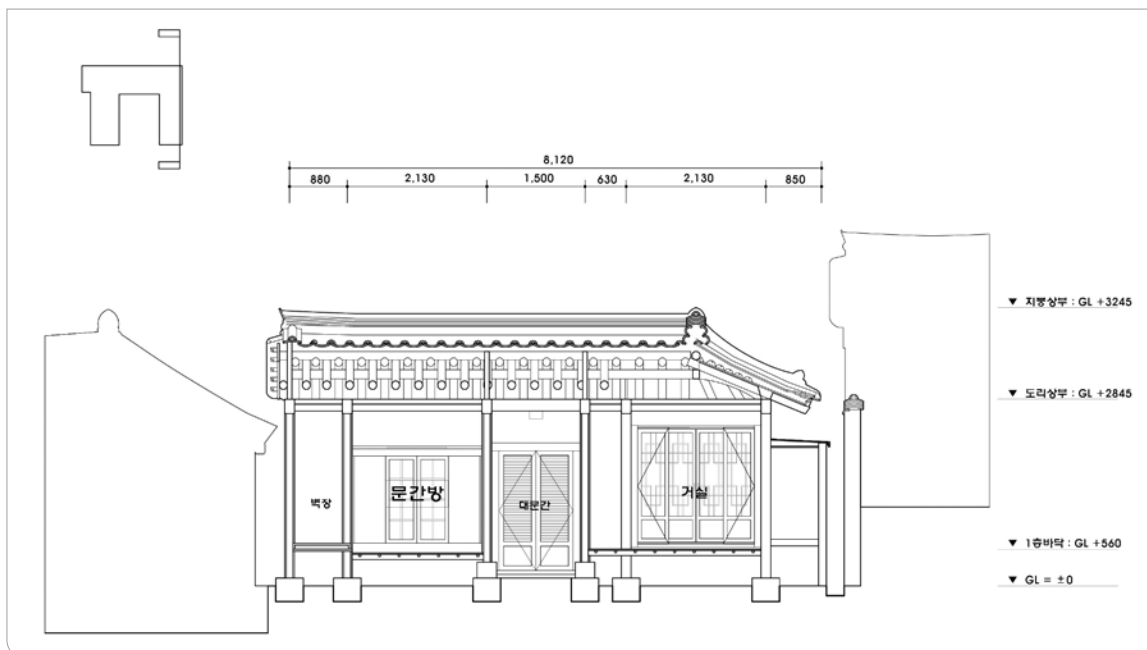 8,120
880 2,130 1,500 630 2,130 850
▼ 지붕상부 : GL +3245
▼ 도리상부 : GL +2845
벽장 문간방 대문간 거실
▼ 1층바닥 : GL +560
▼ GL = ±0